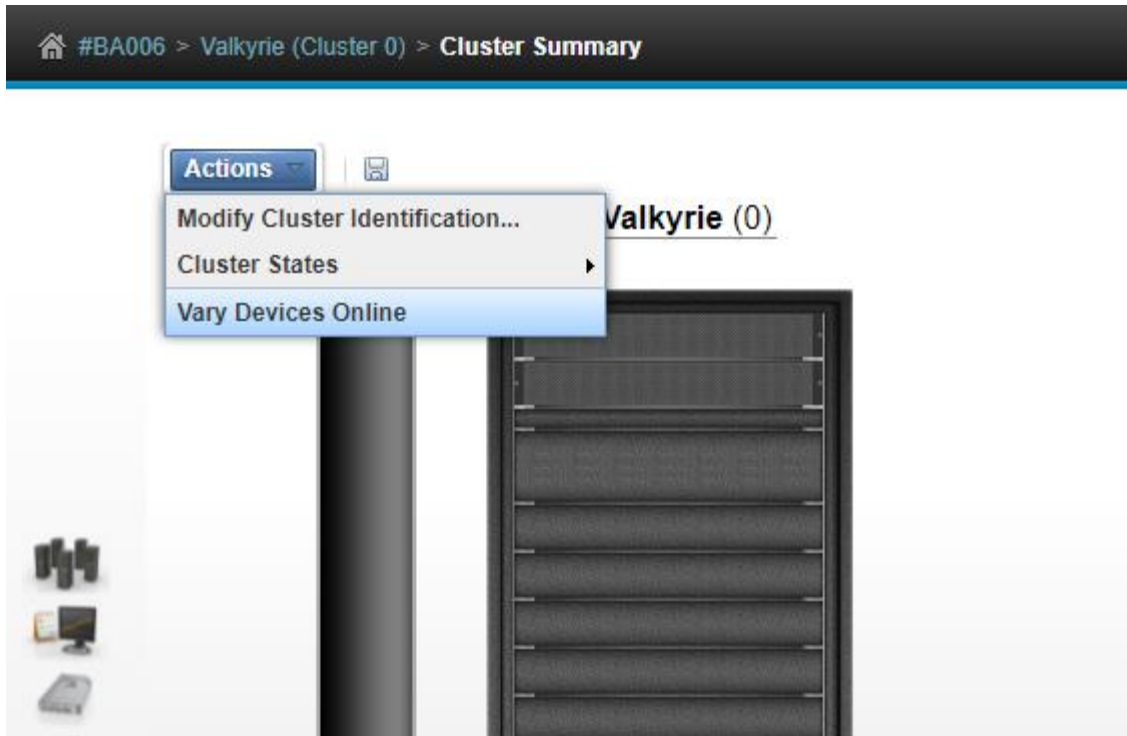 #BA006 > Valkyrie (Cluster 0) > Cluster Summary
Actions
Modify Cluster Identification...
Valkyrie (0)
Cluster States
Vary Devices Online